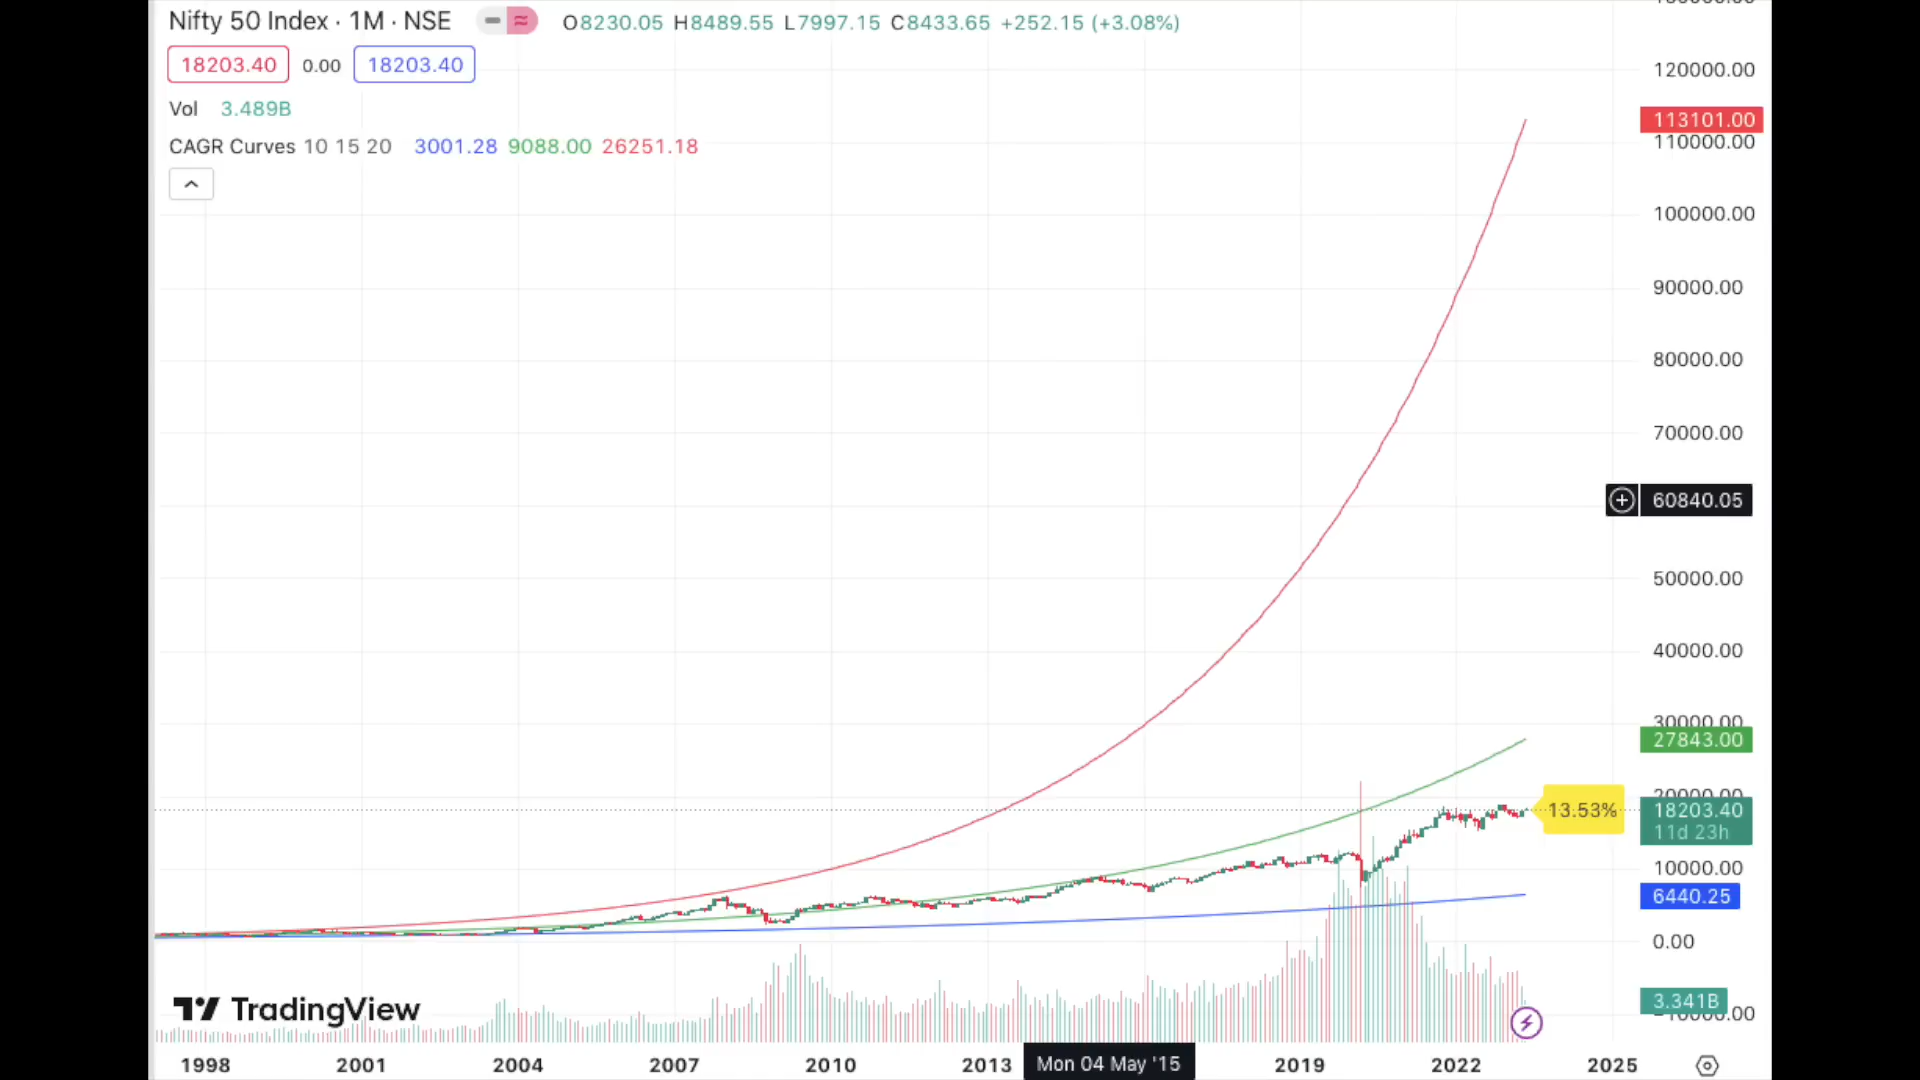 Nifty 50 Index · 1M · NSE O8230.05 H8489.55 L7997.15 C8433.65 +252.15 (+3.08%)
18203.40 0.00 18203.40
Vol 3.489B
CAGR Curves 10 15 20 3001.28 9088.00 26251.18
120000.00
113101.00
110000.00
100000.00
90000.00
80000.00
70000.00
60840.05
50000.00
40000.00
30000.00
27843.00
20000.00
13.53% 18203.40
11d 23h
10000.00
6440.25
0.00
3.341B
-10000.00
TradingView
1998 2001 2004 2007 2010 2013 Mon 04 May '15 2019 2022 2025